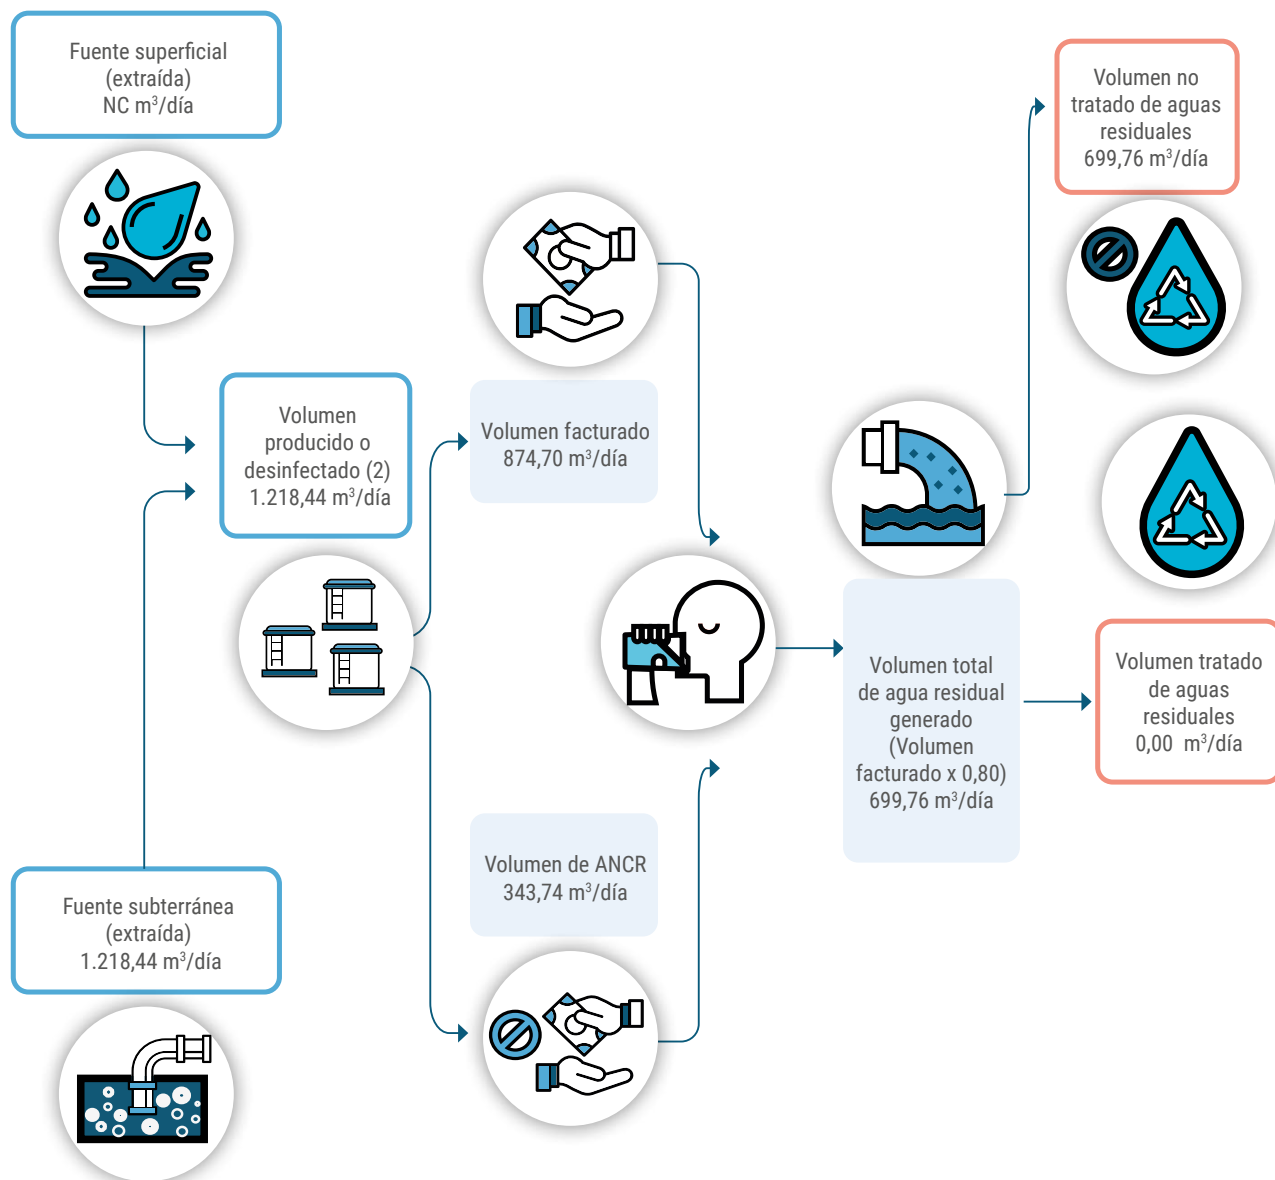 Fuente superficial
(extraída)
NC m³/día
Volumen
producido o
desinfectado (2)
1.218,44 m³/día
Fuente subterránea
(extraída)
1.218,44 m³/día
Volumen facturado
874,70 m³/día
Volumen de ANCR
343,74 m³/día
Volumen total
de agua residual
generado
(Volumen
facturado x 0,80)
699,76 m³/día
Volumen no
tratado de aguas
residuales
699,76 m³/día
Volumen tratado
de aguas
residuales
0,00 m³/día